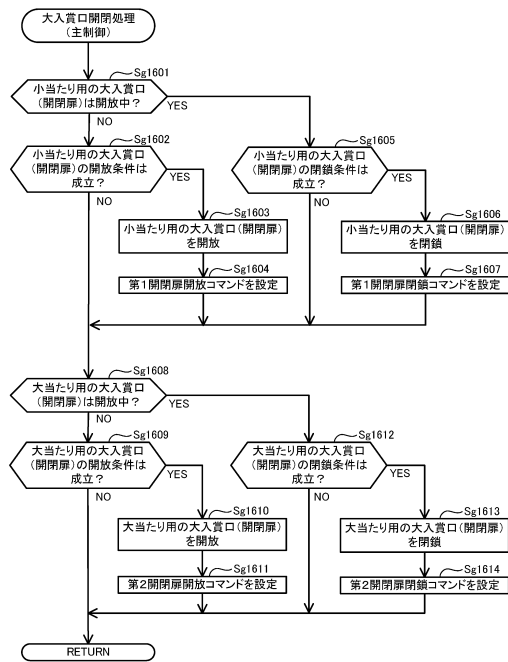 大入賞口開閉処理
(主制御)
Sg1601
小当たり用の大入賞口
(開閉扉)は開放中?
YES
NO
Sg1602
小当たり用の大入賞口
(開閉扉)の開放条件は
成立?
YES
NO
Sg1605
小当たり用の大入賞口
(開閉扉)の閉鎖条件は
成立?
YES
NO
Sg1603
小当たり用の大入賞口(開閉扉)
を開放
Sg1606
小当たり用の大入賞口(開閉扉)
を閉鎖
Sg1604
第1開閉扉開放コマンドを設定
Sg1607
第1開閉扉閉鎖コマンドを設定
Sg1608
大当たり用の大入賞口
(開閉扉)は開放中?
YES
NO
Sg1609
大当たり用の大入賞口
(開閉扉)の開放条件は
成立?
YES
NO
Sg1612
大当たり用の大入賞口
(開閉扉)の閉鎖条件は
成立?
YES
NO
Sg1610
大当たり用の大入賞口(開閉扉)
を開放
Sg1613
大当たり用の大入賞口(開閉扉)
を閉鎖
Sg1611
第2開閉扉開放コマンドを設定
Sg1614
第2開閉扉閉鎖コマンドを設定
RETURN